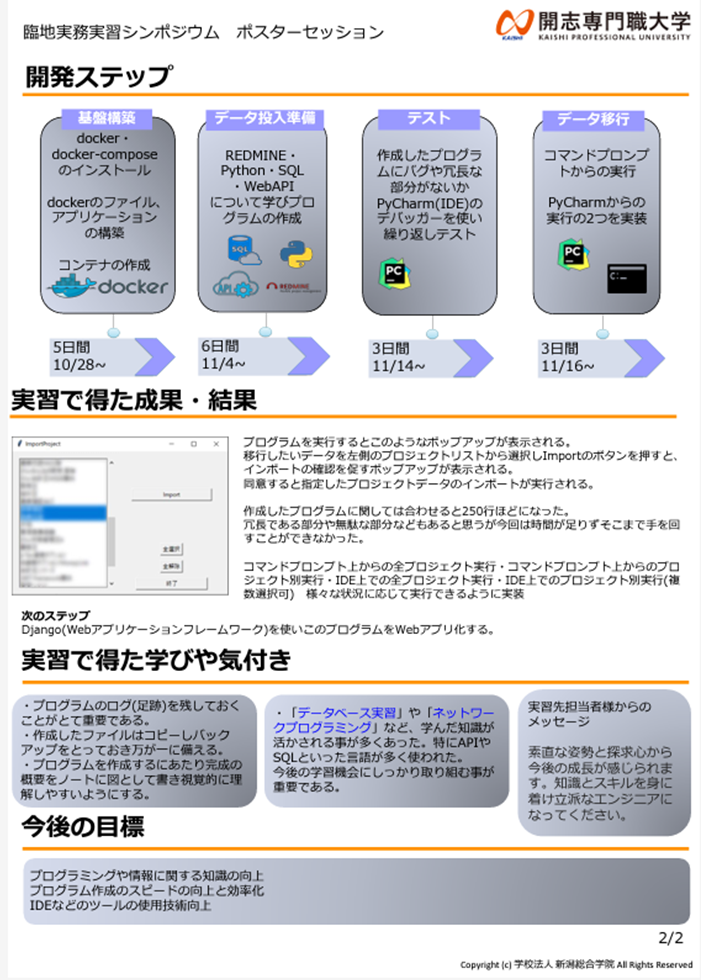 臨地実務実習シンポジウム　ポスターセッション
開志専門職大学
KAISHI PROFESSIONAL UNIVERSITY
KAISHI
開発ステップ
基盤構築
docker・
docker-compose
のインストール
dockerのファイル、
アプリケーション
の構築
コンテナの作成
docker
5日間
10/28~
データ投入準備
REDMINE・
Python・SQL
・WebAPI
について学びプロ
グラムの作成
SQL
API
REDMINE
6日間
11/4~
テスト
作成したプログラ
ムにバグや冗長な
部分がないか
PyCharm(IDE)の
デバッガーを使い
繰り返しテスト
PC
3日間
11/14~
データ移行
コマンドプロンプ
トからの実行
PyCharmからの
実行の2つを実装
PC
C:\_
3日間
11/16~
実習で得た成果・結果
ImportProject
Import
全選択
全解除
終了
プログラムを実行するとこのようなポップアップが表示される。
移行したいデータを左側のプロジェクトリストから選択しImportのボタンを押すと、
インポートの確認を促すポップアップが表示される。
同意すると指定したプロジェクトデータのインポートが実行される。
作成したプログラムに関しては合わせると250行ほどになった。
冗長である部分や無駄な部分などもあると思うが今回は時間が足りずそこまで手を回
すことができなかった。
コマンドプロンプト上からの全プロジェクト実行・コマンドプロンプト上からのプロ
ジェクト別実行・IDE上での全プロジェクト実行・IDE上でのプロジェクト別実行(複
数選択可)　様々な状況に応じて実行できるように実装
次のステップ
Django(Webアプリケーションフレームワーク)を使いこのプログラムをWebアプリ化する。
実習で得た学びや気付き
・プログラムのログ(足跡)を残しておく
ことがとて重要である。
・作成したファイルはコピーしバック
アップをとっておき万が一に備える。
・プログラムを作成するにあたり完成の
概要をノートに図として書き視覚的に理
解しやすいようにする。
・「データベース実習」や「ネットワー
クプログラミング」など、学んだ知識が
活かされる事が多くあった。特にAPIや
SQLといった言語が多く使われた。
今後の学習機会にしっかり取り組む事が
重要である。
実習先担当者様からの
メッセージ
素直な姿勢と探求心から
今後の成長が感じられま
す。知識とスキルを身に
着け立派なエンジニアに
なってください。
今後の目標
プログラミングや情報に関する知識の向上
プログラム作成のスピードの向上と効率化
IDEなどのツールの使用技術向上
2/2
Copyright (c) 学校法人 新潟総合学院 All Rights Reserved